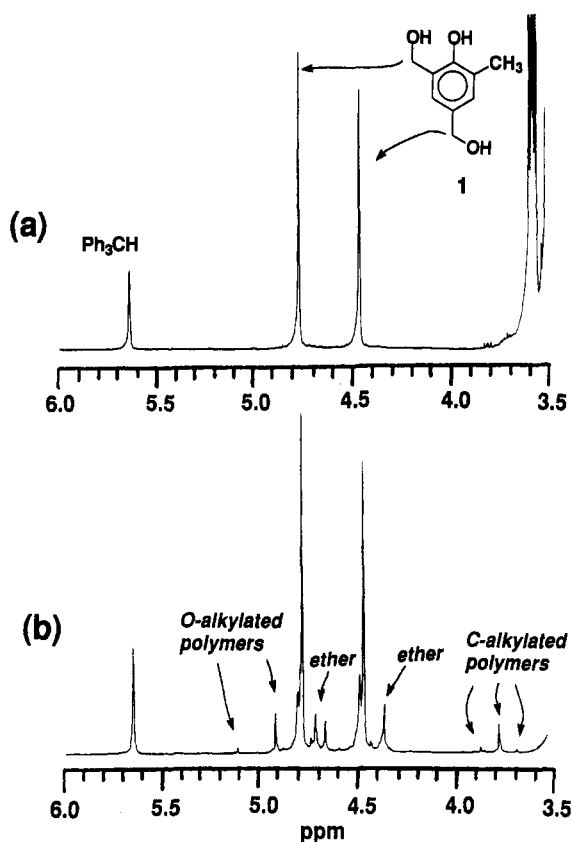 OH
OH
CH₃
OH
1
(a)
Ph₃CH
6.0 5.5 5.0 4.5 4.0 3.5
(b)
O-alkylated
polymers
ether
ether
C-alkylated
polymers
6.0 5.5 5.0 4.5 4.0 3.5
ppm